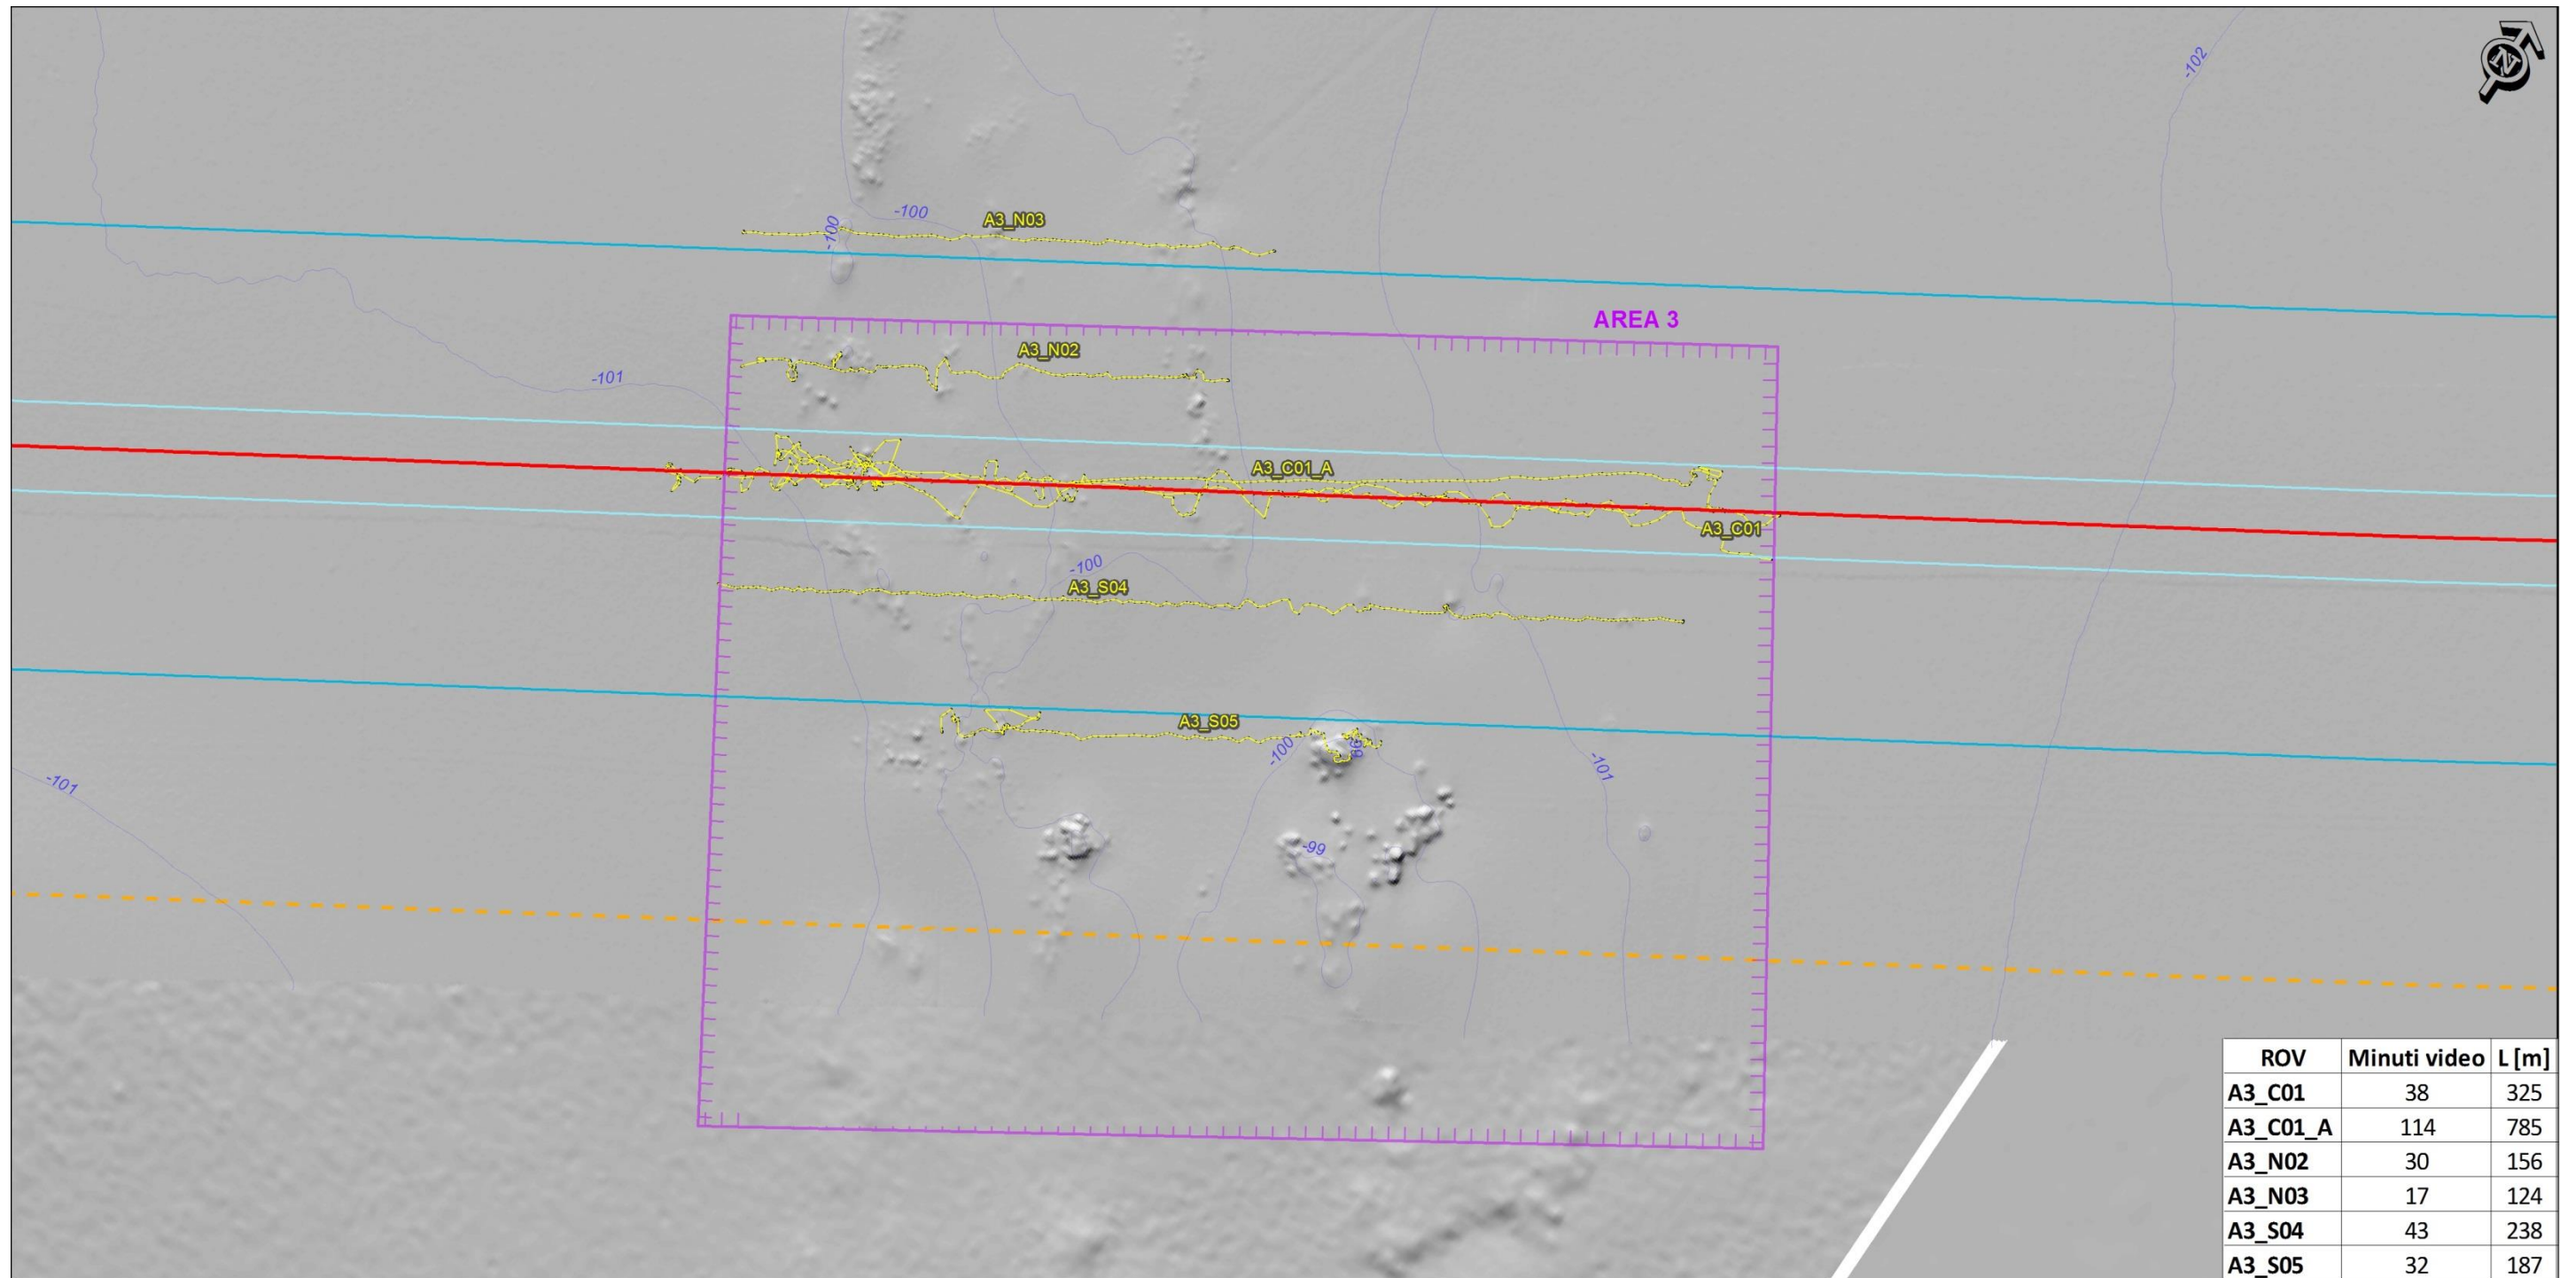 N
-102
-100
-100
A3_N03
AREA 3
A3_N02
-101
A3_C01_A
A3_C01
-100
A3_S04
A3_S05
-100
-99
-101
-101
-99
ROV Minuti video L [m]
A3_C01 38 325
A3_C01_A 114 785
A3_N02 30 156
A3_N03 17 124
A3_S04 43 238
A3_S05 32 187